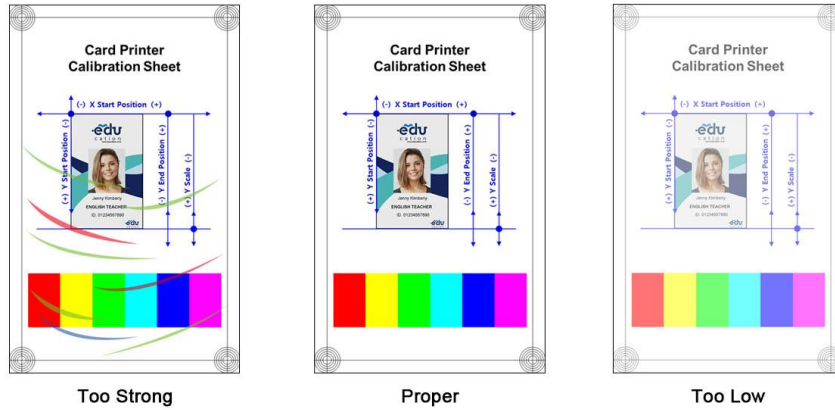 Card Printer
Calibration Sheet
(-) X Start Position (+)
(+) Y Start Position (-)
edu
cation
Jenny Kimberly
ENGLISH TEACHER
ID 01234567890
edu
(-) Y End Position (+)
(+) Y Scale (-)
Too Strong
Card Printer
Calibration Sheet
(-) X Start Position (+)
(+) Y Start Position (-)
edu
cation
Jenny Kimberly
ENGLISH TEACHER
ID 01234567890
edu
(-) Y End Position (+)
(+) Y Scale (-)
Proper
Card Printer
Calibration Sheet
(-) X Start Position (+)
(+) Y Start Position (-)
edu
cation
Jenny Kimberly
ENGLISH TEACHER
ID 01234567890
edu
(-) Y End Position (+)
(+) Y Scale (-)
Too Low